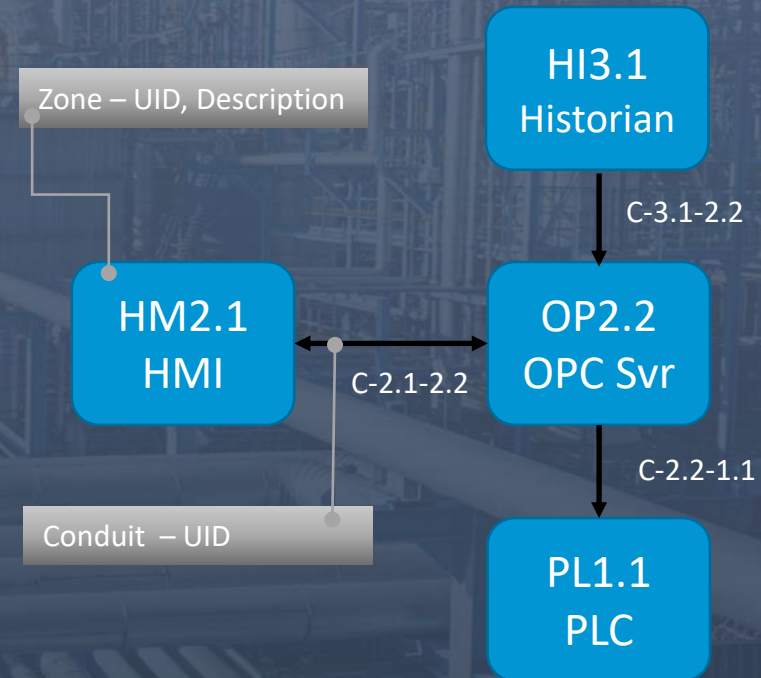 HI3.1
Historian
Zone – UID, Description
C-3.1-2.2
HM2.1
HMI
OP2.2
OPC Svr
C-2.1-2.2
C-2.2-1.1
Conduit – UID
PL1.1
PLC